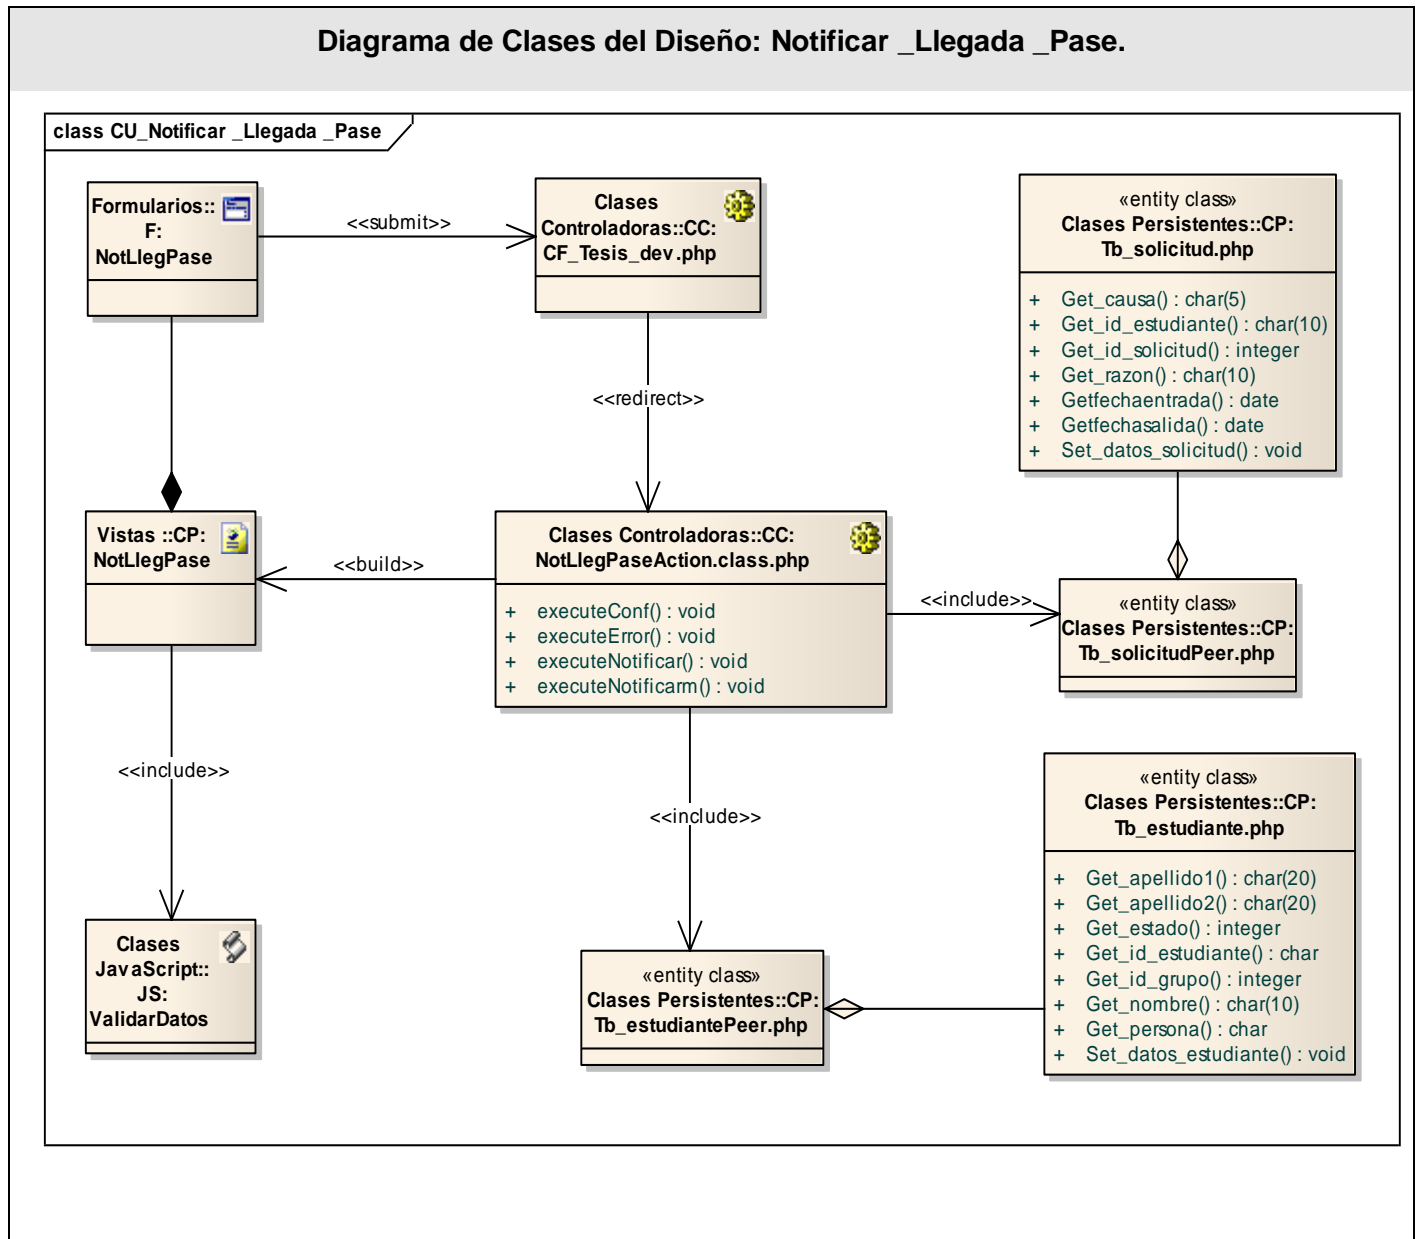 Diagrama de Clases del Diseño: Notificar _Llegada _Pase.
class CU_Notificar _Llegada _Pase
Formularios::
F:
NotLlegPase
<<submit>>
Clases
Controladoras::CC:
CF_Tesis_dev.php
«entity class»
Clases Persistentes::CP:
Tb_solicitud.php
+ Get_causa() : char(5)
+ Get_id_estudiante() : char(10)
+ Get_id_solicitud() : integer
+ Get_razon() : char(10)
+ Getfechaentrada() : date
+ Getfechasalida() : date
+ Set_datos_solicitud() : void
<<redirect>>
Vistas ::CP:
NotLlegPase
<<build>>
Clases Controladoras::CC:
NotLlegPaseAction.class.php
+ executeConf() : void
+ executeError() : void
+ executeNotificar() : void
+ executeNotificarm() : void
<<include>>
«entity class»
Clases Persistentes::CP:
Tb_solicitudPeer.php
<<include>>
<<include>>
«entity class»
Clases Persistentes::CP:
Tb_estudiante.php
+ Get_apellido1() : char(20)
+ Get_apellido2() : char(20)
+ Get_estado() : integer
+ Get_id_estudiante() : char
+ Get_id_grupo() : integer
+ Get_nombre() : char(10)
+ Get_persona() : char
+ Set_datos_estudiante() : void
Clases
JavaScript::
JS:
ValidarDatos
«entity class»
Clases Persistentes::CP:
Tb_estudiantePeer.php